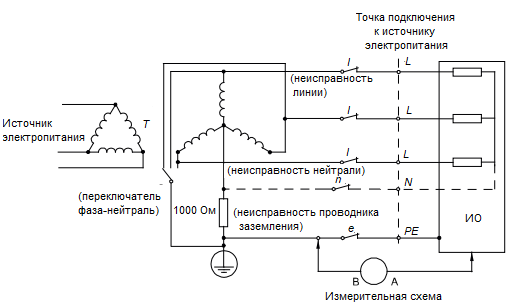 Точка подключения
к источнику
электропитания
l
L
(неисправность
линии)
Источник
электропитания
T
l
L
l
L
(неисправность нейтрали)
n
N
(переключатель
фаза-нейтраль)
1000 Ом
(неисправность проводника
заземления)
ИО
e
PE
B
A
Измерительная схема